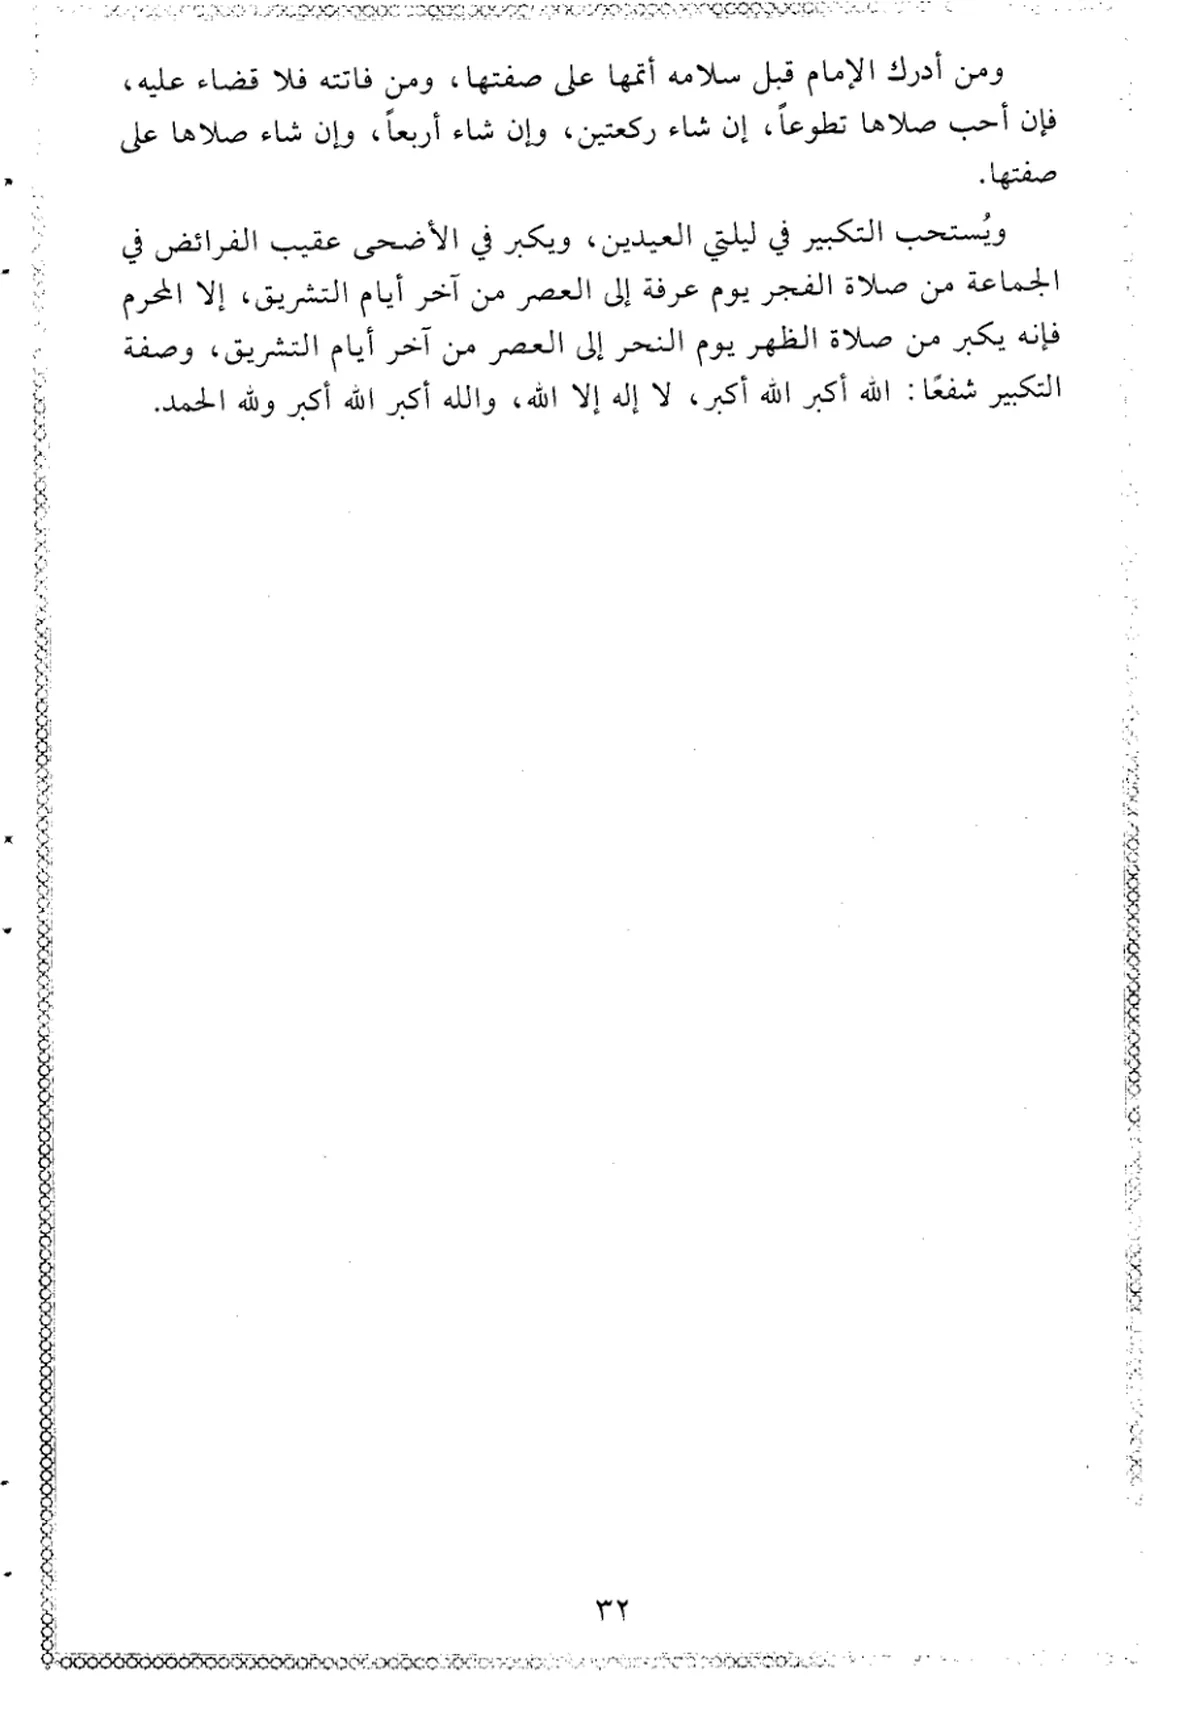 ومن أدرك الإمام قبل سلامه أتمها على صفتها، ومن فاتته فلا قضاء عليه،
فإن أحب صلاها تطوعاً، إن شاء ركعتين، وإن شاء أربعاً، وإن شاء صلاها على
صفتها.
ويُستحب التكبير في ليلتي العيدين، ويكبر في الأضحى عقيب الفرائض في
الجماعة من صلاة الفجر يوم عرفة إلى العصر من آخر أيام التشريق، إلا المحرم
فإنه يكبر من صلاة الظهر يوم النحر إلى العصر من آخر أيام التشريق، وصفة
التكبير شفعًا: الله أكبر الله أكبر، لا إله إلا الله، والله أكبر الله أكبر ولله الحمد.
٣٢